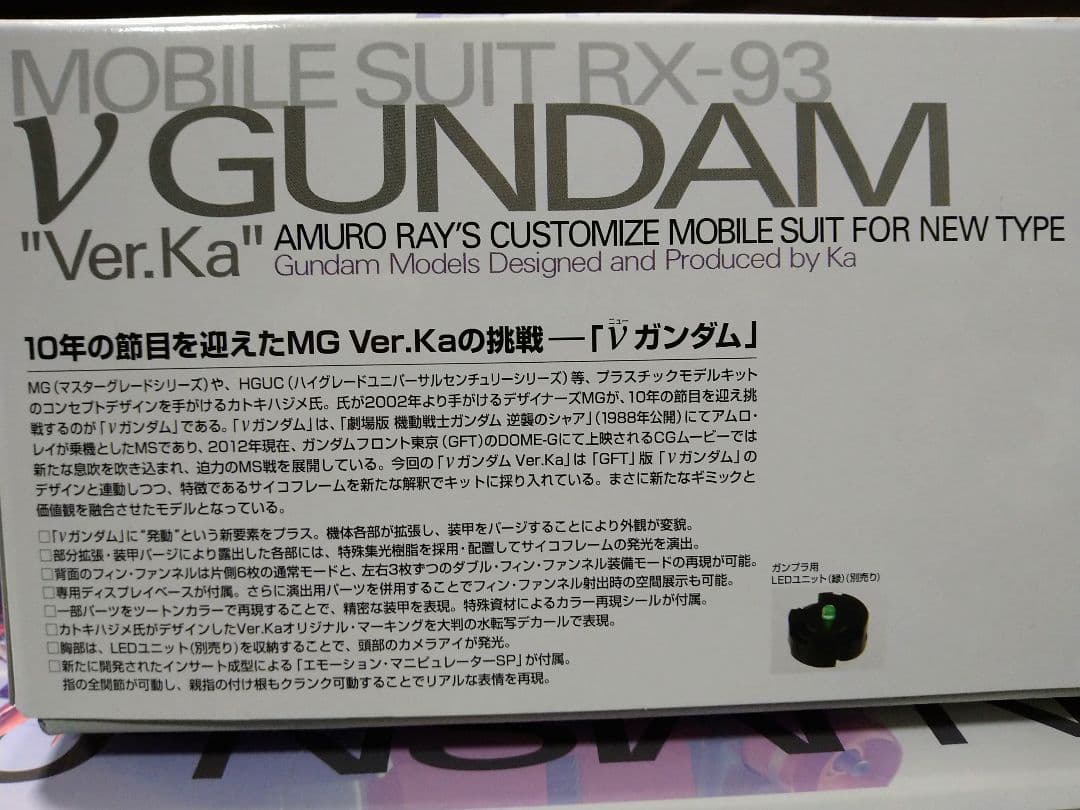 MOBILE SUIT RX-93
ν GUNDAM
"Ver.Ka" AMURO RAY'S CUSTOMIZE MOBILE SUIT FOR NEW TYPE
Gundam Models Designed and Produced by Ka
ニュー
10年の節目を迎えたMG Ver.Kaの挑戦—「νガンダム」
MG(マスターグレードシリーズ)や、HGUC(ハイグレードユニバーサルセンチュリーシリーズ)等、プラスチックモデルキット
のコンセプトデザインを手がけるカトキハジメ氏。氏が2002年より手がけるデザイナーズMGが、10年の節目を迎え挑
戦するのが「νガンダム」である。「νガンダム」は、「劇場版 機動戦士ガンダム 逆襲のシャア」(1988年公開)にてアムロ・
レイが乗機としたMSであり、2012年現在、ガンダムフロント東京(GFT)のDOME-Gにて上映されるCGムービーでは
新たな息吹を吹き込まれ、迫力のMS戦を展開している。今回の「νガンダム Ver.Ka」は「GFT」版「νガンダム」の
デザインと連動しつつ、特徴であるサイコフレームを新たな解釈でキットに採り入れている。まさに新たなギミックと
価値観を融合させたモデルとなっている。
□「νガンダム」に"発動"という新要素をプラス。機体各部が拡張し、装甲をパージすることにより外観が変貌。
□部分拡張・装甲パージにより露出した各部には、特殊集光樹脂を採用・配置してサイコフレームの発光を演出。
□背面のフィン・ファンネルは片側6枚の通常モードと、左右3枚ずつのダブル・フィン・ファンネル装備モードの再現が可能。
□専用ディスプレイベースが付属。さらに演出用パーツを併用することでフィン・ファンネル射出時の空間展示も可能。
□一部パーツをツートンカラーで再現することで、精密な装甲を表現。特殊資材によるカラー再現シールが付属。
□カトキハジメ氏がデザインしたVer.Kaオリジナル・マーキングを大判の水転写デカールで表現。
□胸部は、LEDユニット(別売り)を収納することで、頭部のカメラアイが発光。
□新たに開発されたインサート成型による「エモーション・マニピュレーターSP」が付属。
指の全関節が可動し、親指の付け根もクランク可動することでリアルな表情を再現。
ガンプラ用
LEDユニット(緑)(別売り)